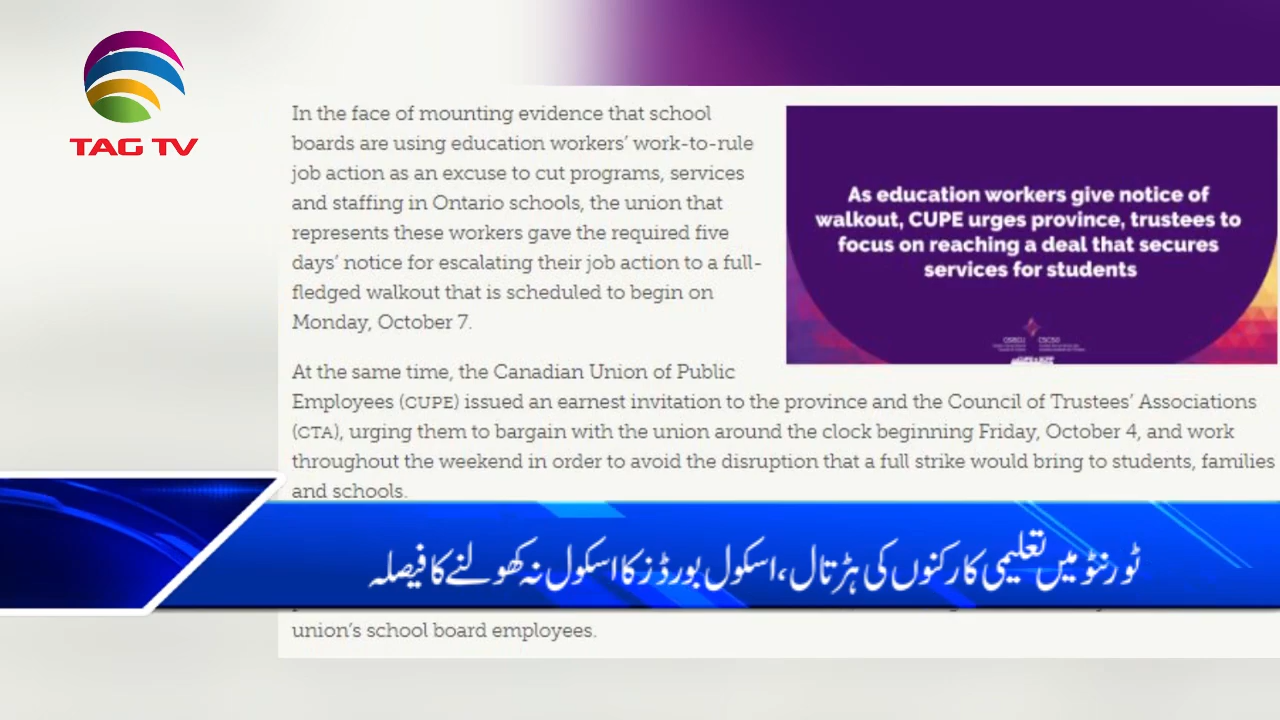 TAG TV
In the face of mounting evidence that school
boards are using education workers’ work-to-rule
job action as an excuse to cut programs, services
and staffing in Ontario schools, the union that
represents these workers gave the required five
days’ notice for escalating their job action to a full-
fledged walkout that is scheduled to begin on
Monday, October 7.
As education workers give notice of
walkout, CUPE urges province, trustees to
focus on reaching a deal that secures
services for students
OSBCU CSCSO
At the same time, the Canadian Union of Public
Employees (CUPE) issued an earnest invitation to the province and the Council of Trustees’ Associations
(CTA), urging them to bargain with the union around the clock beginning Friday, October 4, and work
throughout the weekend in order to avoid the disruption that a full strike would bring to students, families
and schools.
ٹورنٹو میں تعلیمی کارکنوں کی ہڑتال، اسکول بورڈز کا اسکول نہ کھولنے کا فیصلہ
union’s school board employees.